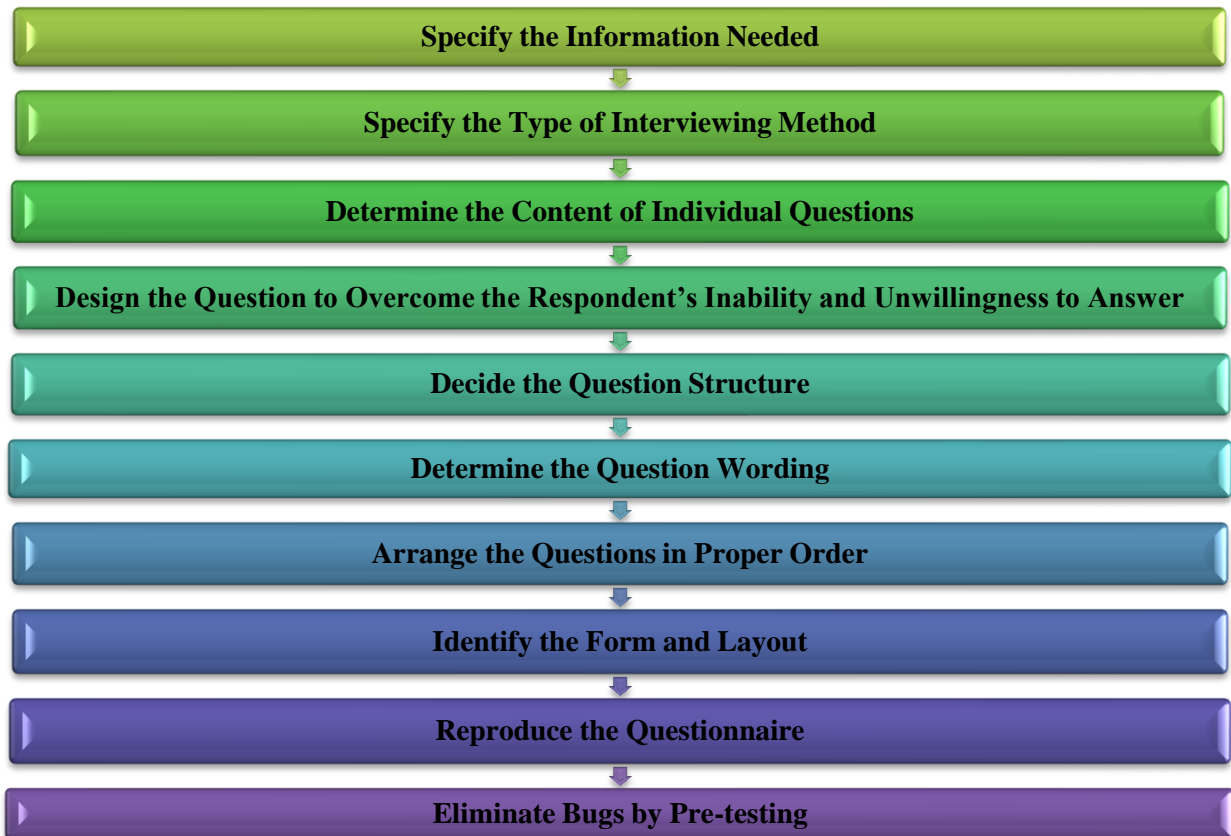 Specify the Information Needed
Specify the Type of Interviewing Method
Determine the Content of Individual Questions
Design the Question to Overcome the Respondent’s Inability and Unwillingness to Answer
Decide the Question Structure
Determine the Question Wording
Arrange the Questions in Proper Order
Identify the Form and Layout
Reproduce the Questionnaire
Eliminate Bugs by Pre-testing